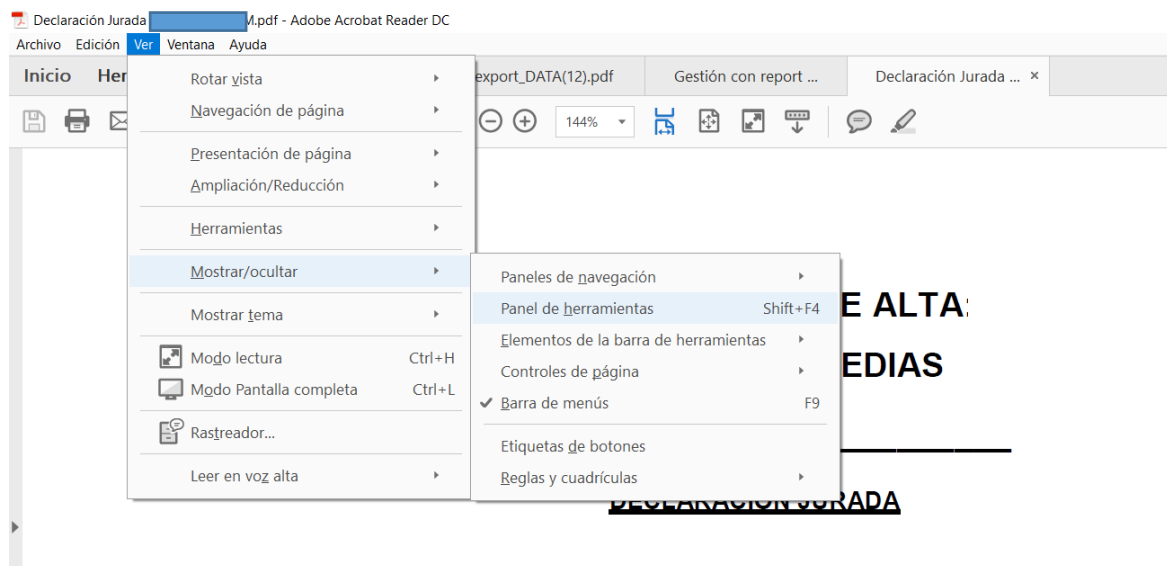 Declaración Jurada M.pdf - Adobe Acrobat Reader DC
Archivo Edición Ver Ventana Ayuda
Inicio Her export_DATA(12).pdf Gestión con report ... Declaración Jurada ... ×
144%
Rotar vista
Navegación de página
Presentación de página
Ampliación/Reducción
Herramientas
Mostrar/ocultar
Mostrar tema
Modo lectura Ctrl+H
Modo Pantalla completa Ctrl+L
Rastreador...
Leer en voz alta
Paneles de navegación
Panel de herramientas Shift+F4
Elementos de la barra de herramientas
Controles de página
Barra de menús F9
Etiquetas de botones
Reglas y cuadrículas
E ALTA:
EDIAS
DECLARACIÓN JURADA